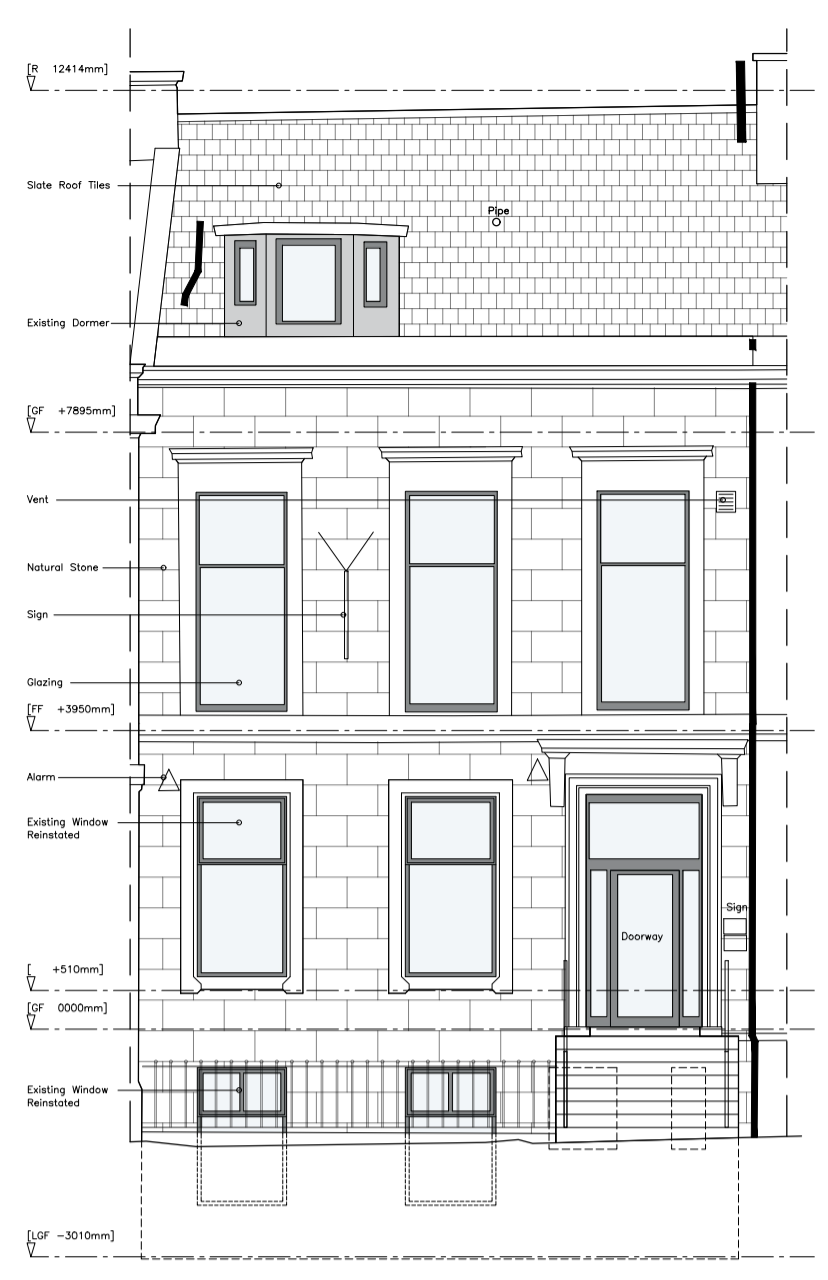 [R 12414mm]
Slate Roof Tiles
Pipe
Existing Dormer
[GF +7895mm]
Vent
Natural Stone
Sign
Glazing
[FF +3950mm]
Alarm
Existing Window
Reinstated
Sign
Doorway
[ +510mm]
[GF 0000mm]
Existing Window
Reinstated
[LGF -3010mm]